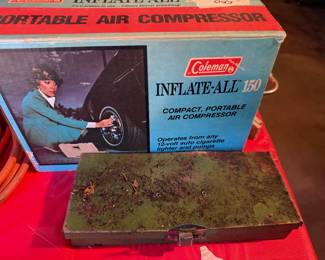 INFLATE-ALL
PORTABLE AIR COMPRESSOR
Coleman
INFLATE-ALL 150
COMPACT, PORTABLE
AIR COMPRESSOR
Operates from any
12-volt auto cigarette
lighter and pumps